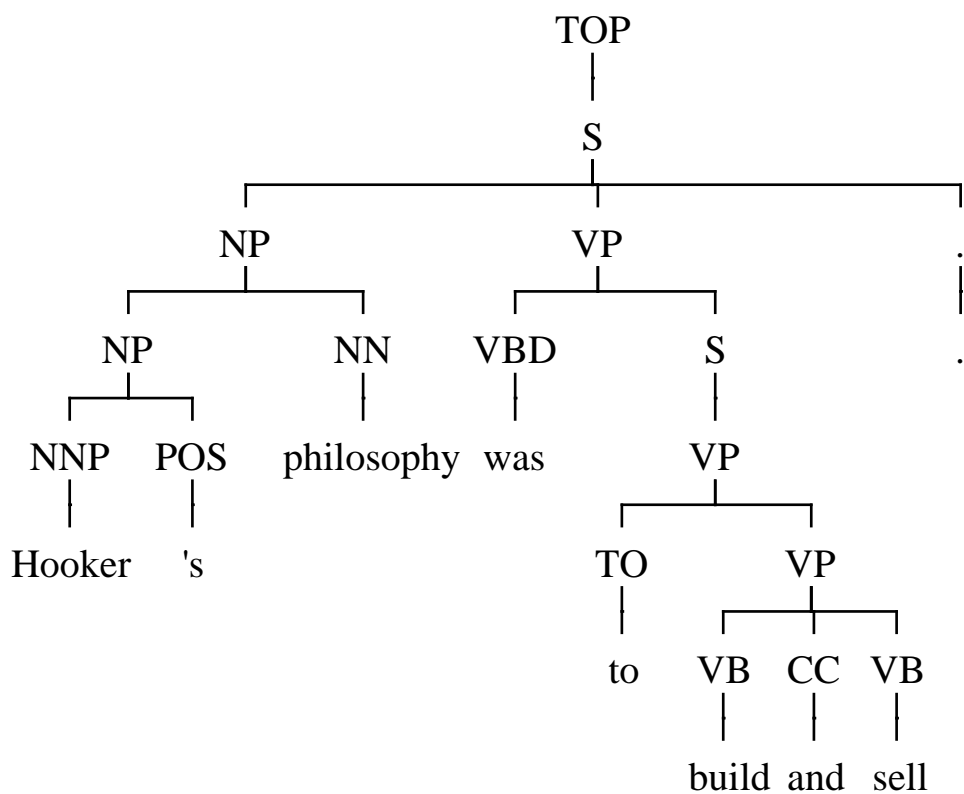 TOP
S
NP VP .
NP NN VBD S .
NNP POS philosophy was VP
Hooker 's TO VP
to VB CC VB
build and sell